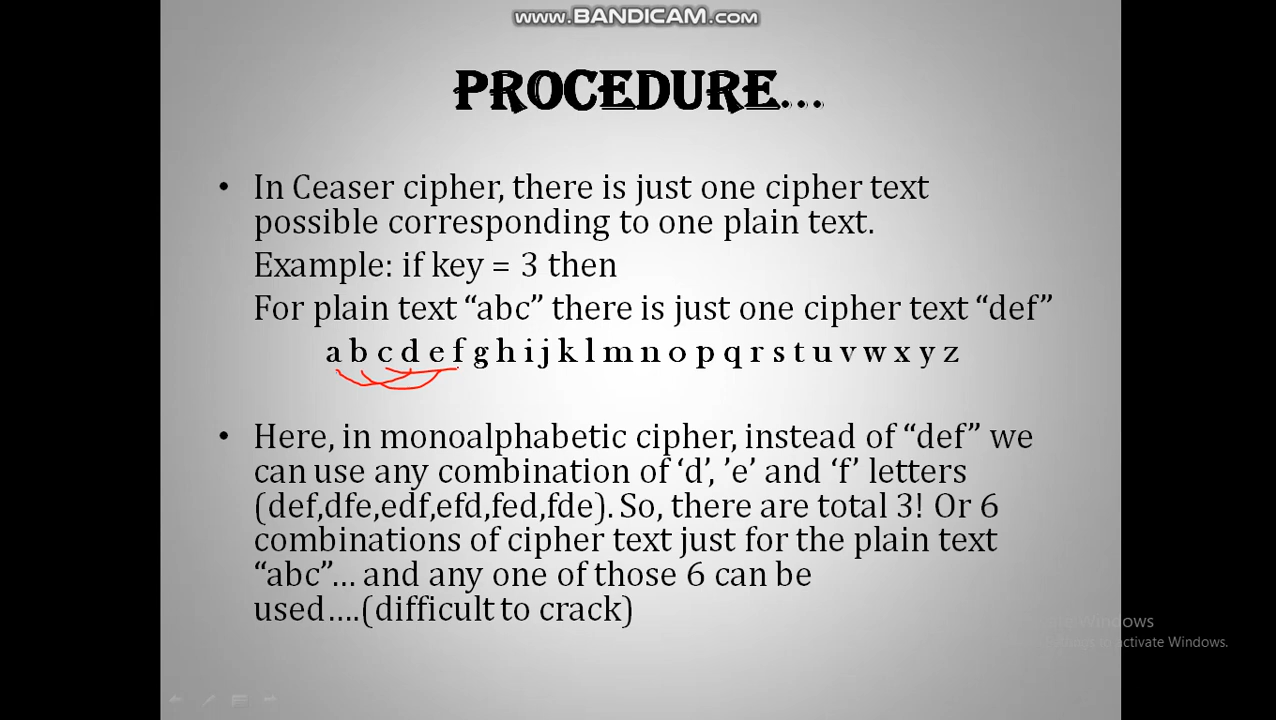 www.BANDICAM.com
PROCEDURE...
• In Ceaser cipher, there is just one cipher text
possible corresponding to one plain text.
Example: if key = 3 then
For plain text “abc” there is just one cipher text “def”
a b c d e f g h i j k l m n o p q r s t u v w x y z
• Here, in monoalphabetic cipher, instead of “def” we
can use any combination of ‘d’, ’e’ and ‘f’ letters
(def,dfe,edf,efd,fed,fde). So, there are total 3! Or 6
combinations of cipher text just for the plain text
“abc”... and any one of those 6 can be
used....(difficult to crack)
Windows
activate Windows.